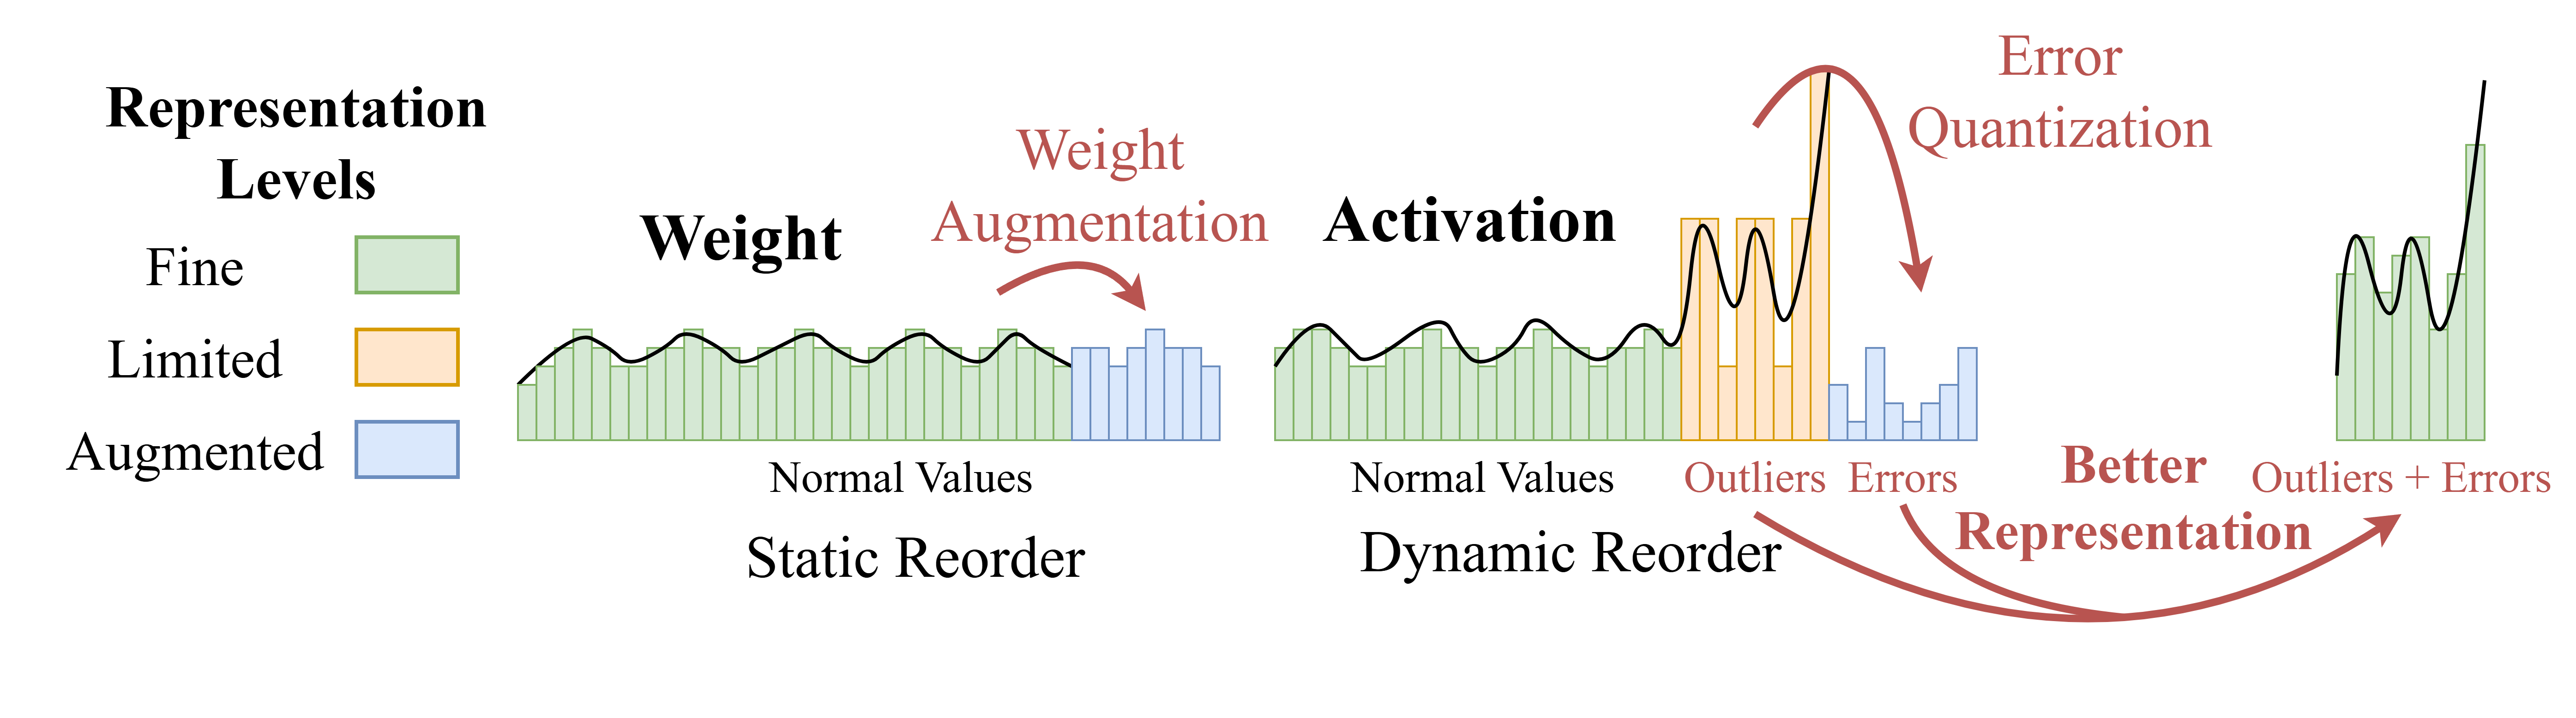 Representation
Levels
Fine
Limited
Augmented
Weight
Weight
Augmentation
Normal Values
Static Reorder
Activation
Error
Quantization
Normal Values
Outliers
Errors
Dynamic Reorder
Better
Representation
Outliers + Errors